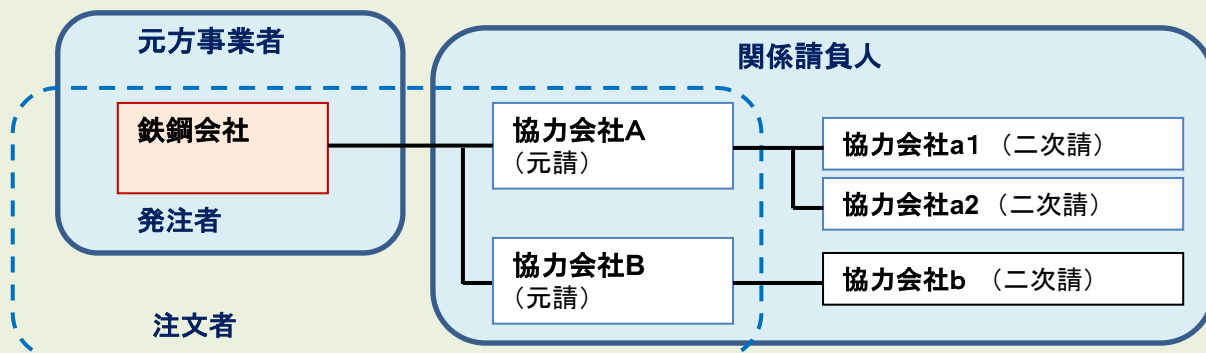 元方事業者
関係請負人
鉄鋼会社
発注者
注文者
協力会社A
（元請）
協力会社B
（元請）
協力会社a1 （二次請）
協力会社a2 （二次請）
協力会社b （二次請）